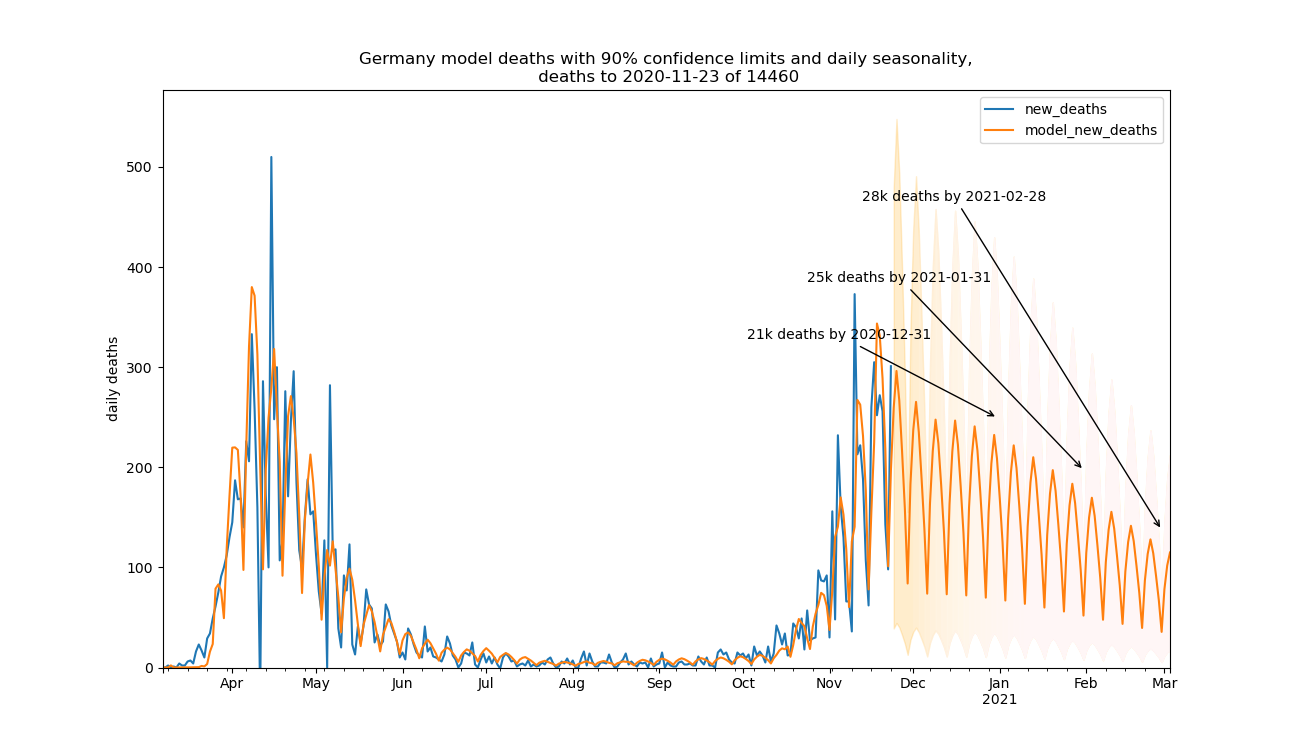 Germany model deaths with 90% confidence limits and daily seasonality,
deaths to 2020-11-23 of 14460
new_deaths
model_new_deaths
500
28k deaths by 2021-02-28
400
25k deaths by 2021-01-31
21k deaths by 2020-12-31
300
daily deaths
200
100
0
Apr May Jun Jul Aug Sep Oct Nov Dec Jan Feb Mar
2021